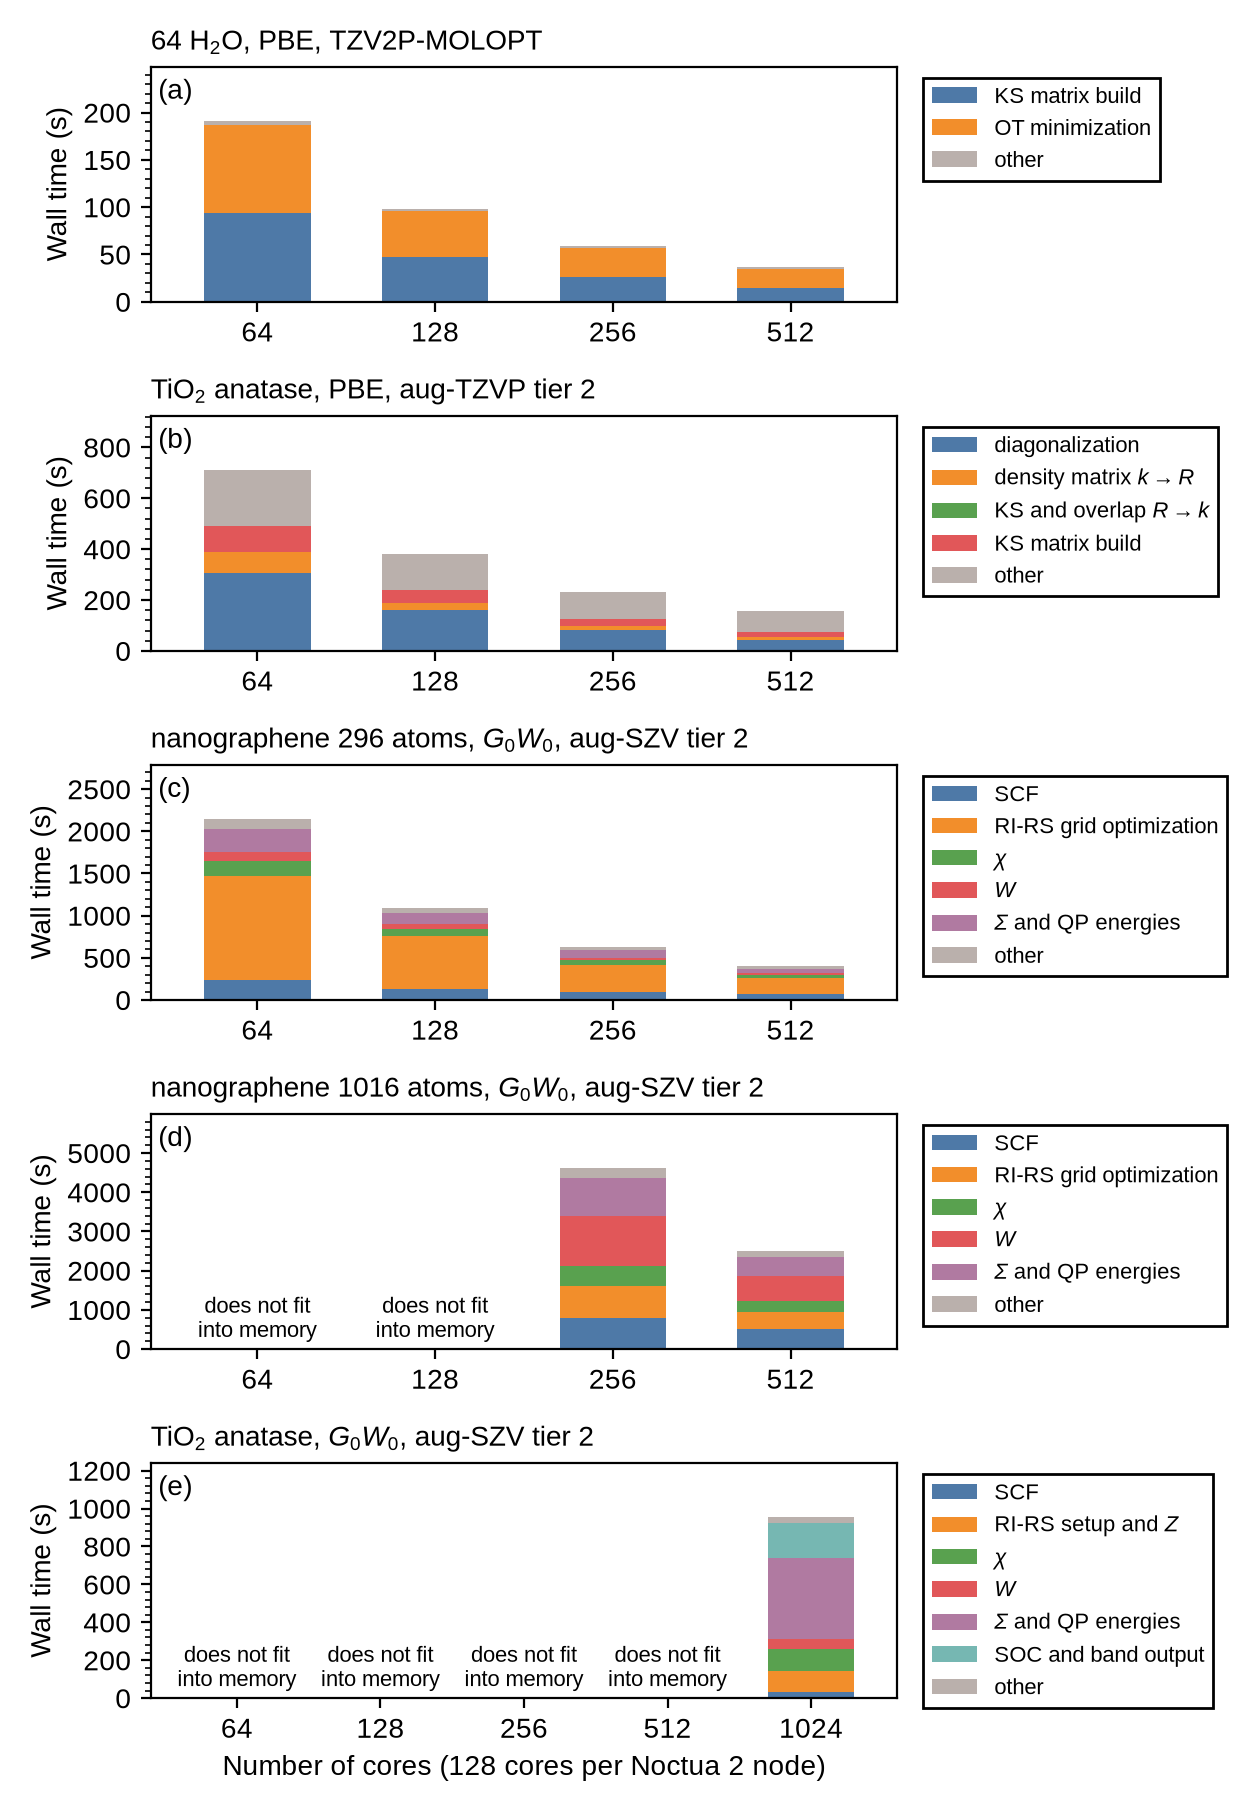 64 H₂O, PBE, TZV2P-MOLOPT
(a)
Wall time (s)
200
150
100
50
0
64 128 256 512
KS matrix build
OT minimization
other
TiO₂ anatase, PBE, aug-TZVP tier 2
(b)
Wall time (s)
800
600
400
200
0
64 128 256 512
diagonalization
density matrix k → R
KS and overlap R → k
KS matrix build
other
nanographene 296 atoms, G₀W₀, aug-SZV tier 2
(c)
Wall time (s)
2500
2000
1500
1000
500
0
64 128 256 512
SCF
RI-RS grid optimization
χ
W
Σ and QP energies
other
nanographene 1016 atoms, G₀W₀, aug-SZV tier 2
(d)
Wall time (s)
5000
4000
3000
2000
1000
0
does not fit
into memory
does not fit
into memory
64 128 256 512
SCF
RI-RS grid optimization
χ
W
Σ and QP energies
other
TiO₂ anatase, G₀W₀, aug-SZV tier 2
(e)
Wall time (s)
1200
1000
800
600
400
200
0
does not fit
into memory
does not fit
into memory
does not fit
into memory
does not fit
into memory
64 128 256 512 1024
Number of cores (128 cores per Noctua 2 node)
SCF
RI-RS setup and Z
χ
W
Σ and QP energies
SOC and band output
other